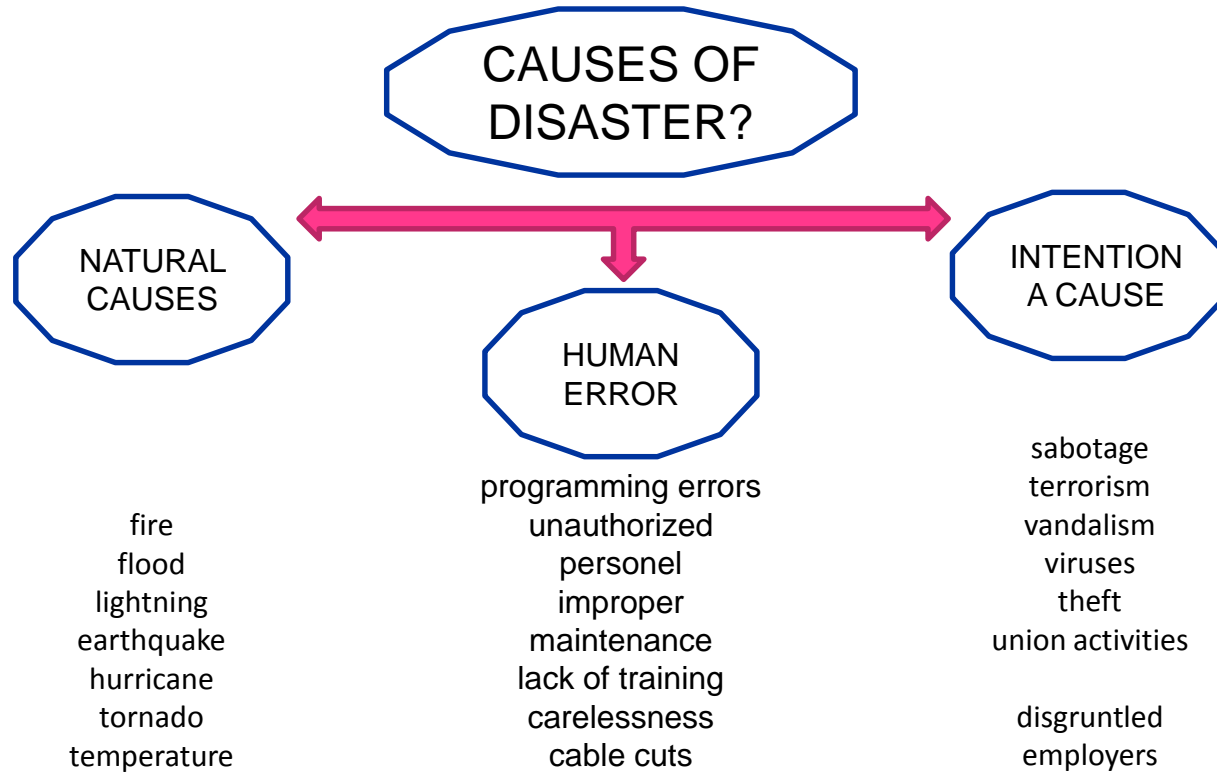 CAUSES OF
DISASTER?
NATURAL
CAUSES
fire
flood
lightning
earthquake
hurricane
tornado
temperature
HUMAN
ERROR
programming errors
unauthorized
personel
improper
maintenance
lack of training
carelessness
cable cuts
INTENTION
A CAUSE
sabotage
terrorism
vandalism
viruses
theft
union activities
disgruntled
employers